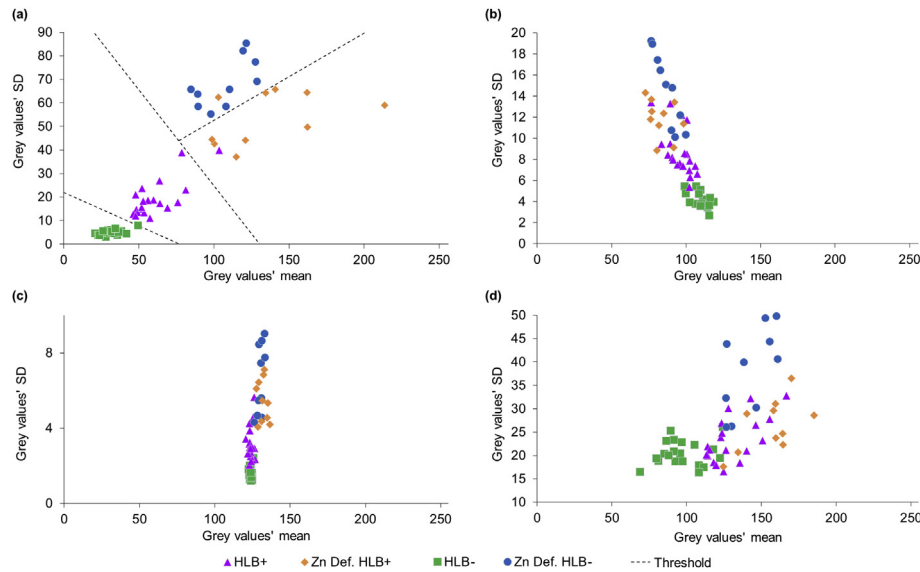 (a)
90
80
70
60
50
40
30
20
10
0
Grey values' SD
0 50 100 150 200 250
Grey values' mean
(b)
20
18
16
14
12
10
8
6
4
2
0
Grey values' SD
0 50 100 150 200 250
Grey values' mean
(c)
8
4
0
Grey values' SD
0 50 100 150 200 250
Grey values' mean
(d)
50
45
40
35
30
25
20
15
10
Grey values' SD
0 50 100 150 200 250
Grey values' mean
HLB+ Zn Def. HLB+ HLB- Zn Def. HLB- Threshold